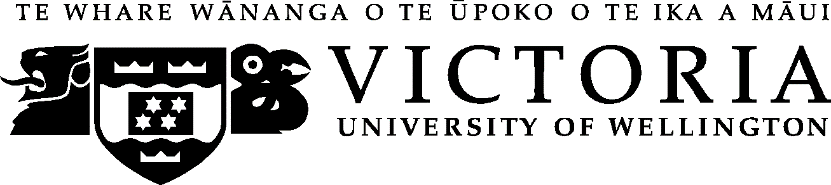 TE WHARE WĀNANGA O TE ŪPOKO O TE IKA A MĀUI
VICTORIA
UNIVERSITY OF WELLINGTON